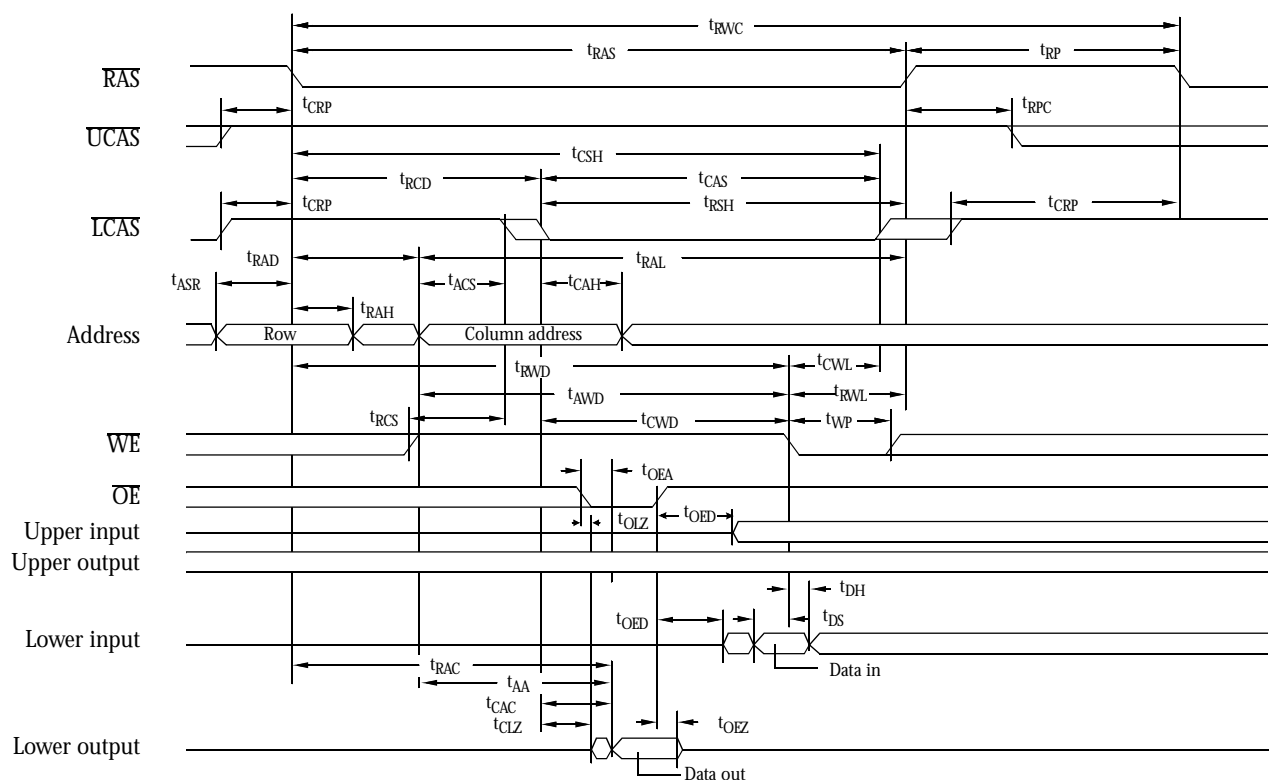 tRWC
tRAS
tRP
RAS
tCRP
tRPC
UCAS
tCSH
tRCD
tCAS
tCRP
tRSH
tCRP
LCAS
tRAD
tRAL
tASR
tACS
tCAH
tRAH
Address
Row
Column address
tRWD
tCWL
tAWD
tRWL
tRCS
tCWD
tWP
WE
tOEA
OE
tOLZ
tOED
Upper input
Upper output
tDH
tOED
tDS
Lower input
tRAC
Data in
tAA
tCAC
tCLZ
tOEZ
Lower output
Data out